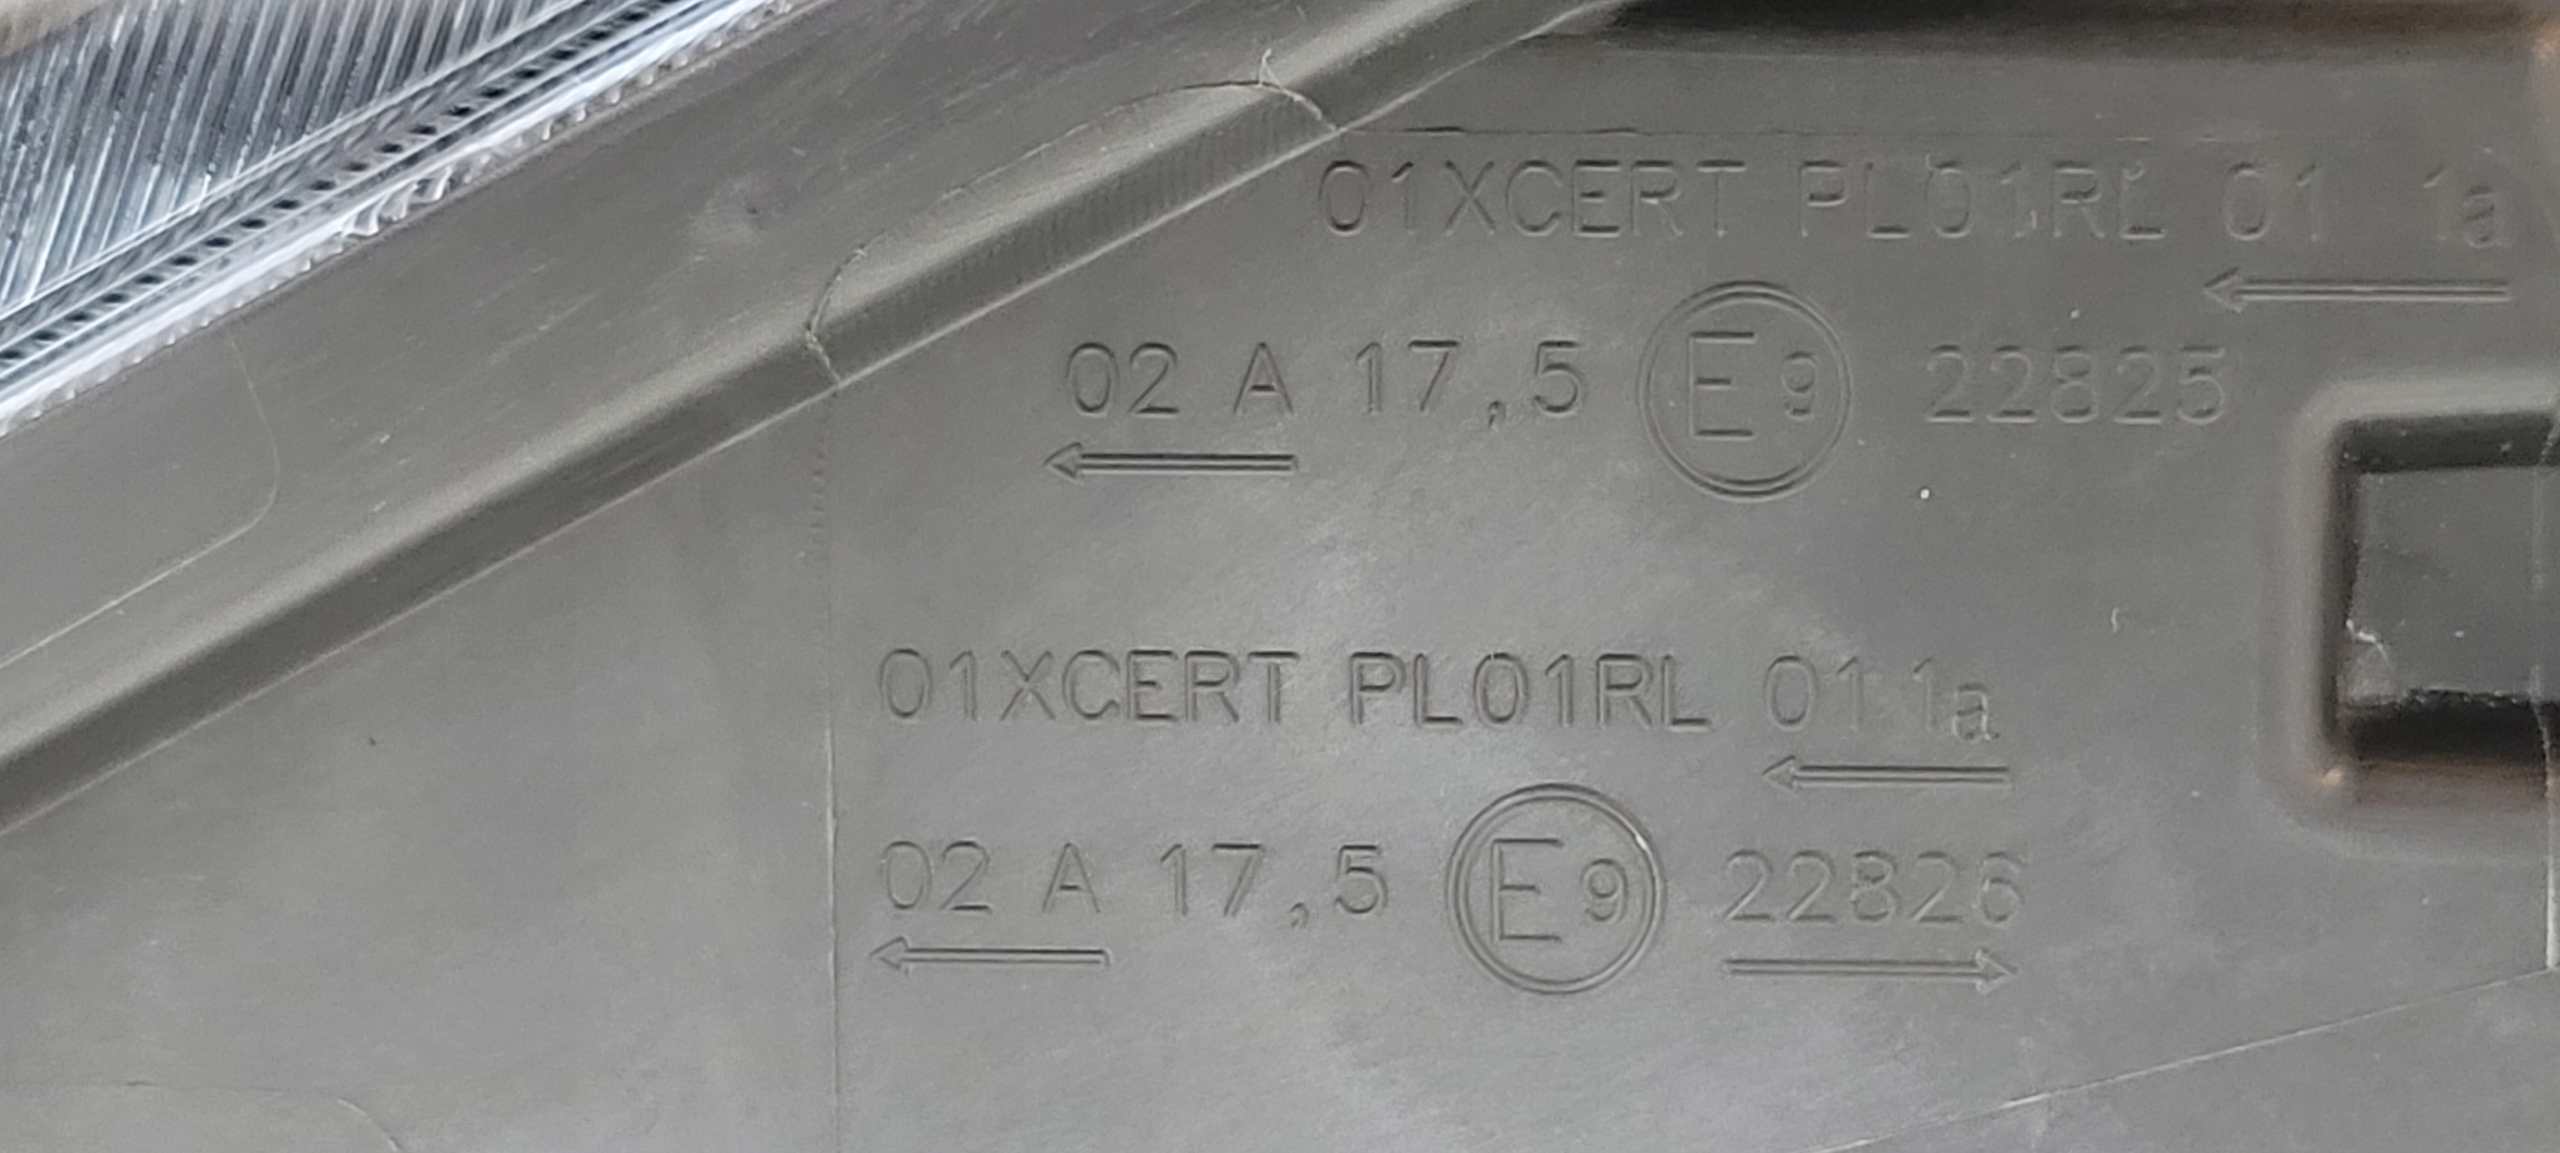 01XCERT PL01RL 01 1a
←
02 A 17,5 E9 22825
←
01XCERT PL01RL 01 1a
←
02 A 17,5 E9 22826
← →